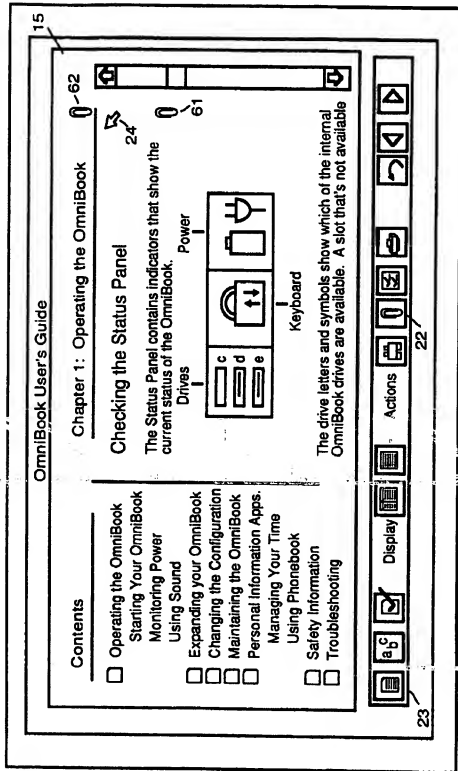 15
OmniBook User's Guide
Contents
Operating the OmniBook
Starting Your OmniBook
Monitoring Power
Using Sound
Expanding your OmniBook
Changing the Configuration
Maintaining the OmniBook
Personal Information Apps.
Managing Your Time
Using Phonebook
Safety Information
Troubleshooting
Chapter 1: Operating the OmniBook
62
24
Checking the Status Panel
The Status Panel contains indicators that show the
current status of the OmniBook.
61
Drives
Power
c
d
e
Keyboard
The drive letters and symbols show which of the internal
OmniBook drives are available. A slot that's not available
a b c
Display
Actions
23
22